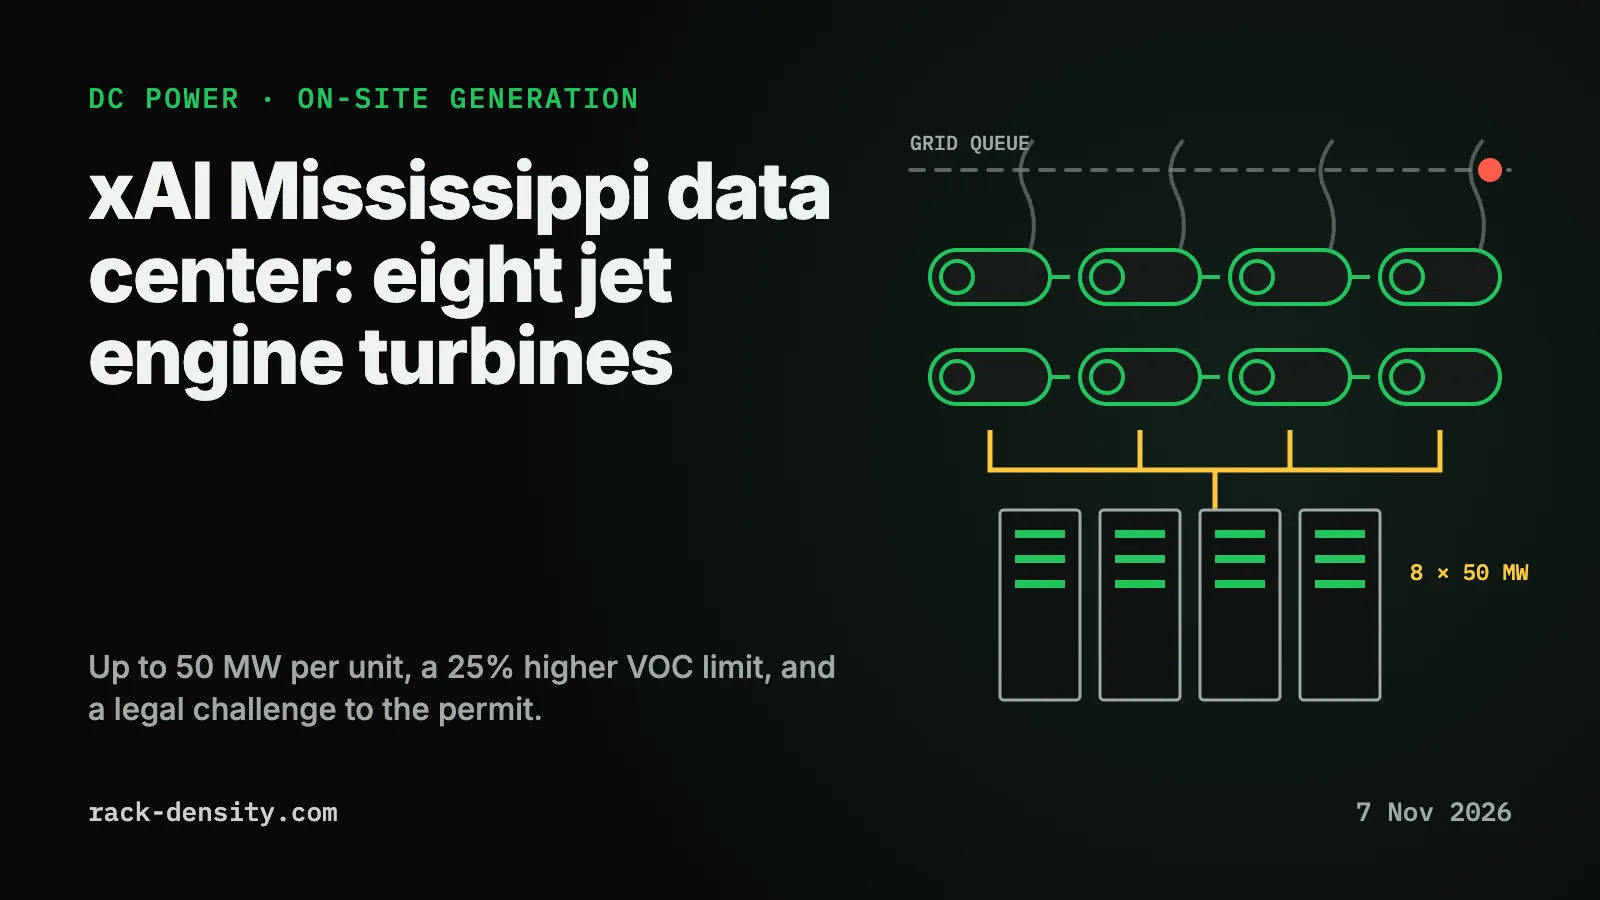 DC POWER · ON-SITE GENERATION
xAI Mississippi data
center: eight jet
engine turbines
Up to 50 MW per unit, a 25% higher VOC limit, and
a legal challenge to the permit.
rack-density.com
GRID QUEUE
8 × 50 MW
7 Nov 2026